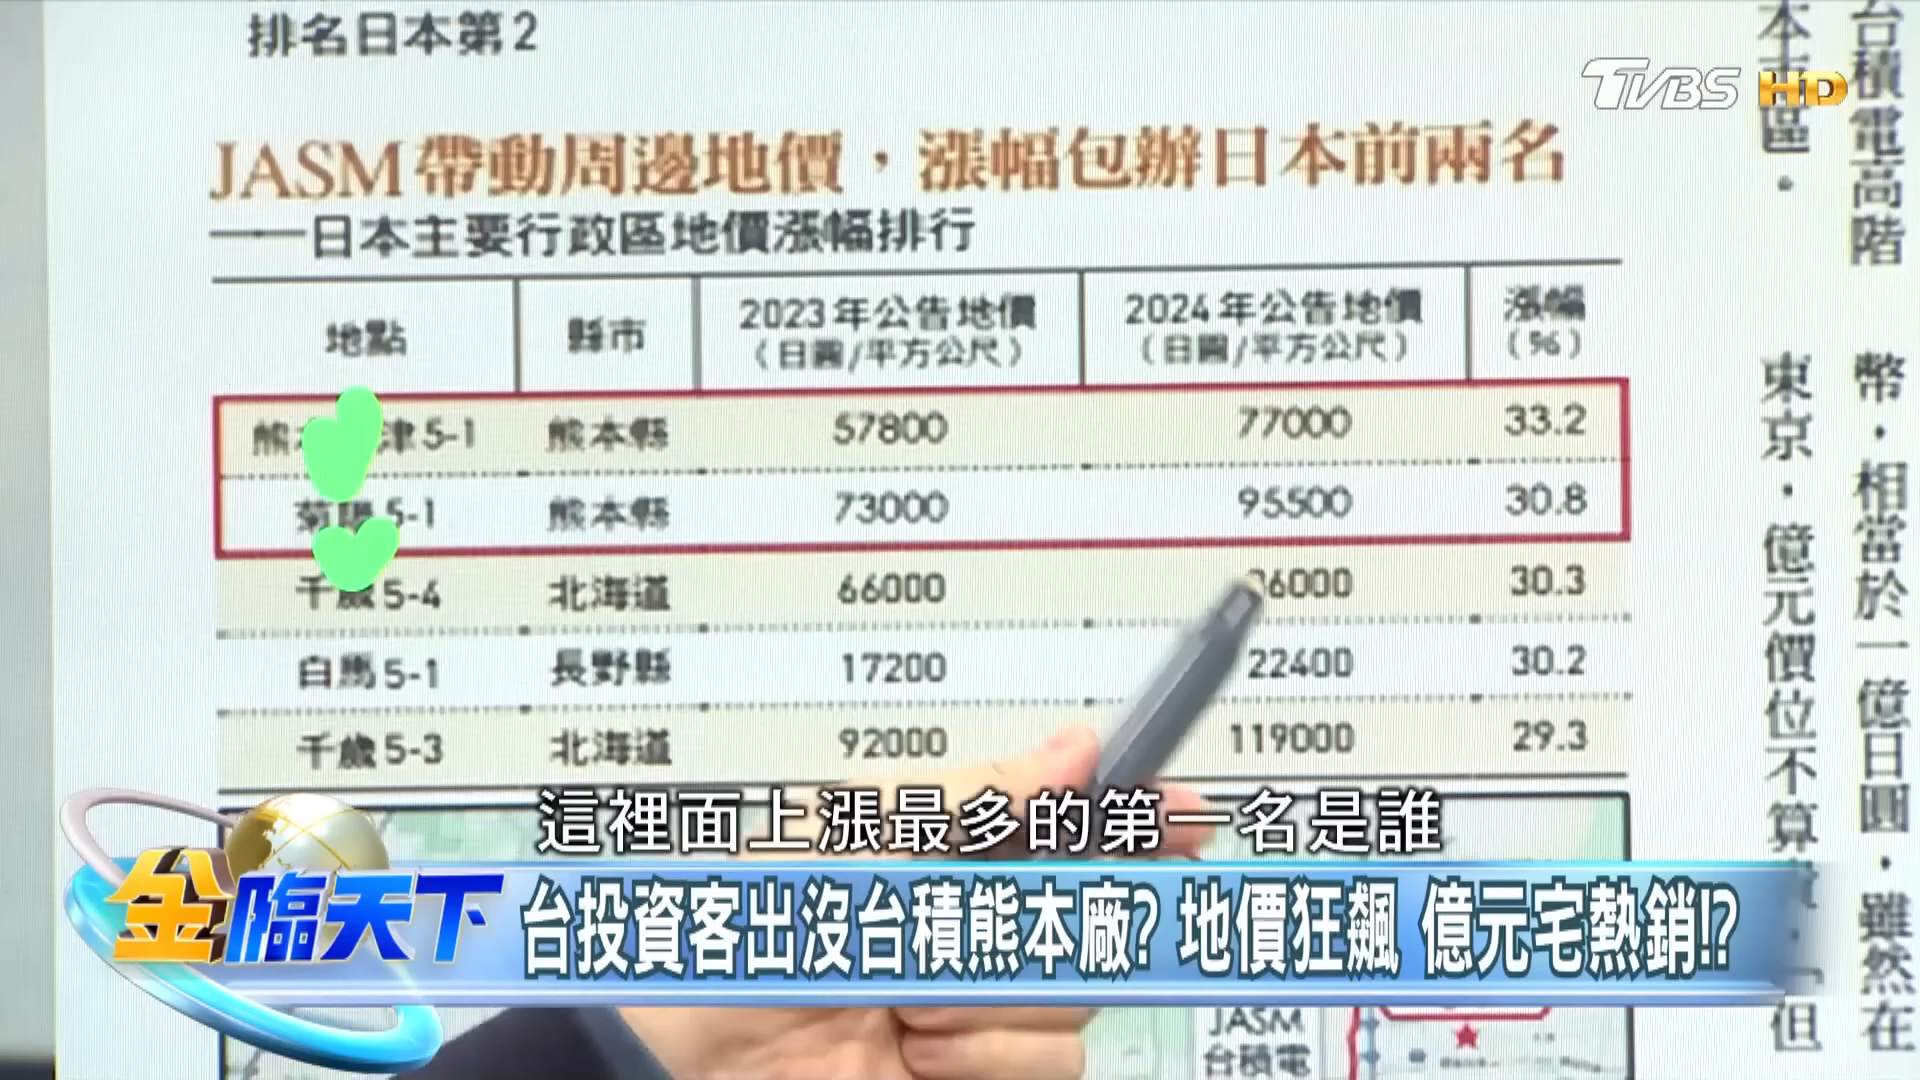 排名日本第2
TVBS HD
JASM帶動周邊地價，漲幅包辦日本前兩名
——日本主要行政區地價漲幅排行
地點 縣市 2023年公告地價（日圓/平方公尺） 2024年公告地價（日圓/平方公尺） 漲幅（%）
熊 津5-1 熊本縣 57800 77000 33.2
菊陽5-1 熊本縣 73000 95500 30.8
千歲5-4 北海道 66000 6000 30.3
白馬5-1 長野縣 17200 22400 30.2
千歲5-3 北海道 92000 119000 29.3
台積電高階
本市區。
幣，相當於一億日圓，雖然在
東京，億元價位不算
「但
這裡面上漲最多的第一名是誰
金臨天下
台投資客出沒台積熊本廠? 地價狂飆 億元宅熱銷!?
JASM
台積電